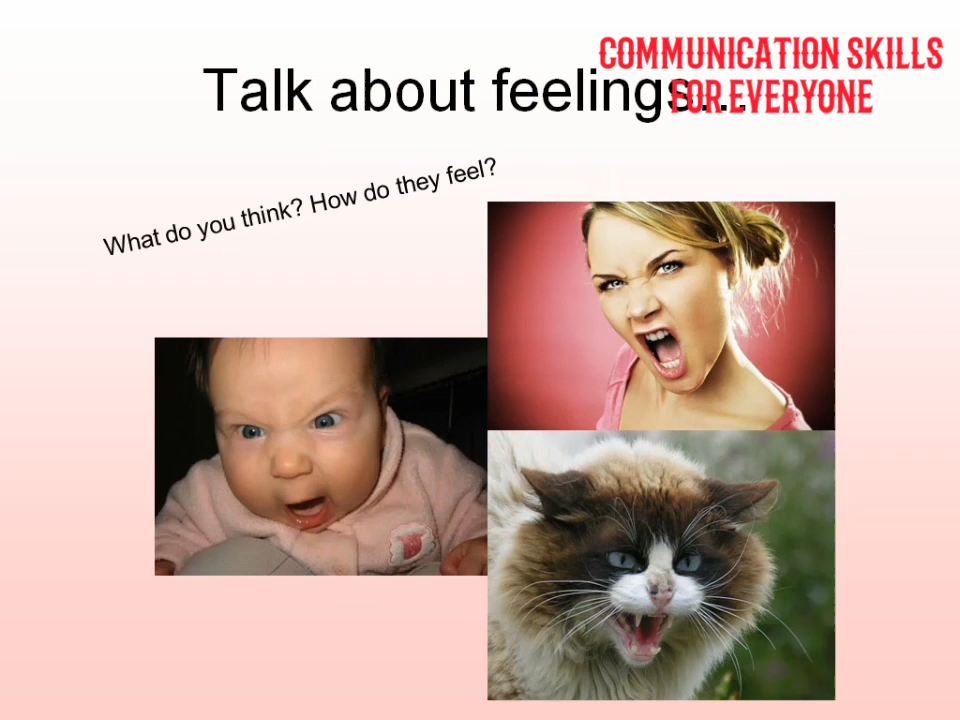 COMMUNICATION SKILLS
FOR EVERYONE
Talk about feelings...
What do you think? How do they feel?